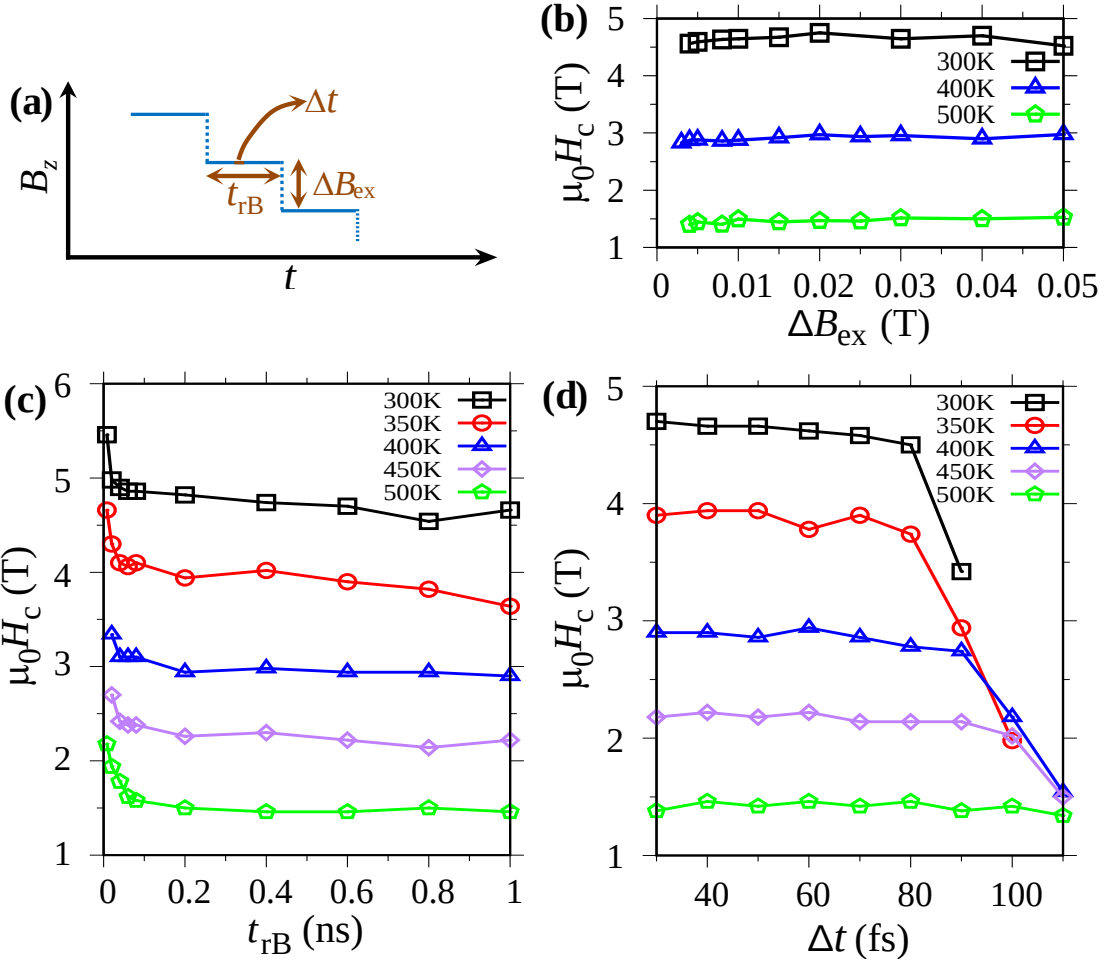 (a)
B_z
t
Δt
t_rB
ΔB_ex
(b)
μ₀H_c (T)
5
4
3
2
1
300K
400K
500K
0 0.01 0.02 0.03 0.04 0.05
ΔB_ex (T)
(c)
μ₀H_c (T)
6
5
4
3
2
1
300K
350K
400K
450K
500K
0 0.2 0.4 0.6 0.8 1
t_rB (ns)
(d)
μ₀H_c (T)
5
4
3
2
1
300K
350K
400K
450K
500K
40 60 80 100
Δt (fs)